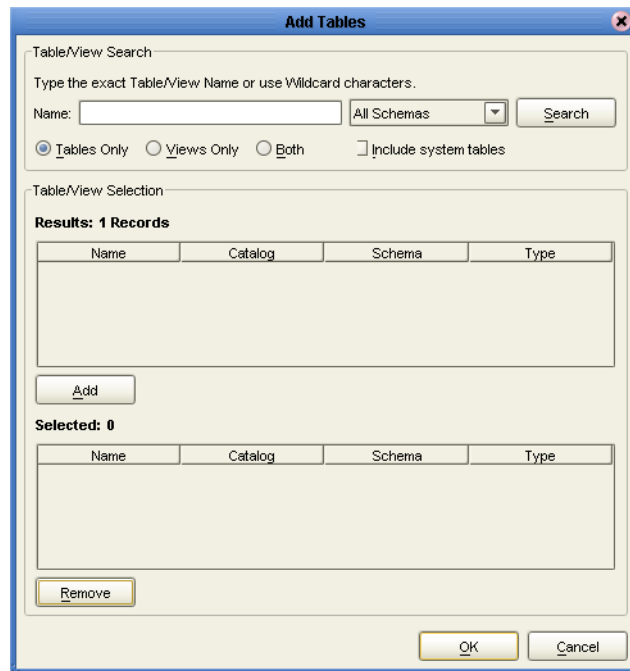 Add Tables
Table/View Search
Type the exact Table/View Name or use Wildcard characters.
Name: All Schemas Search
Tables Only Views Only Both Include system tables
Table/View Selection
Results: 1 Records
Name Catalog Schema Type
Add
Selected: 0
Name Catalog Schema Type
Remove
OK Cancel